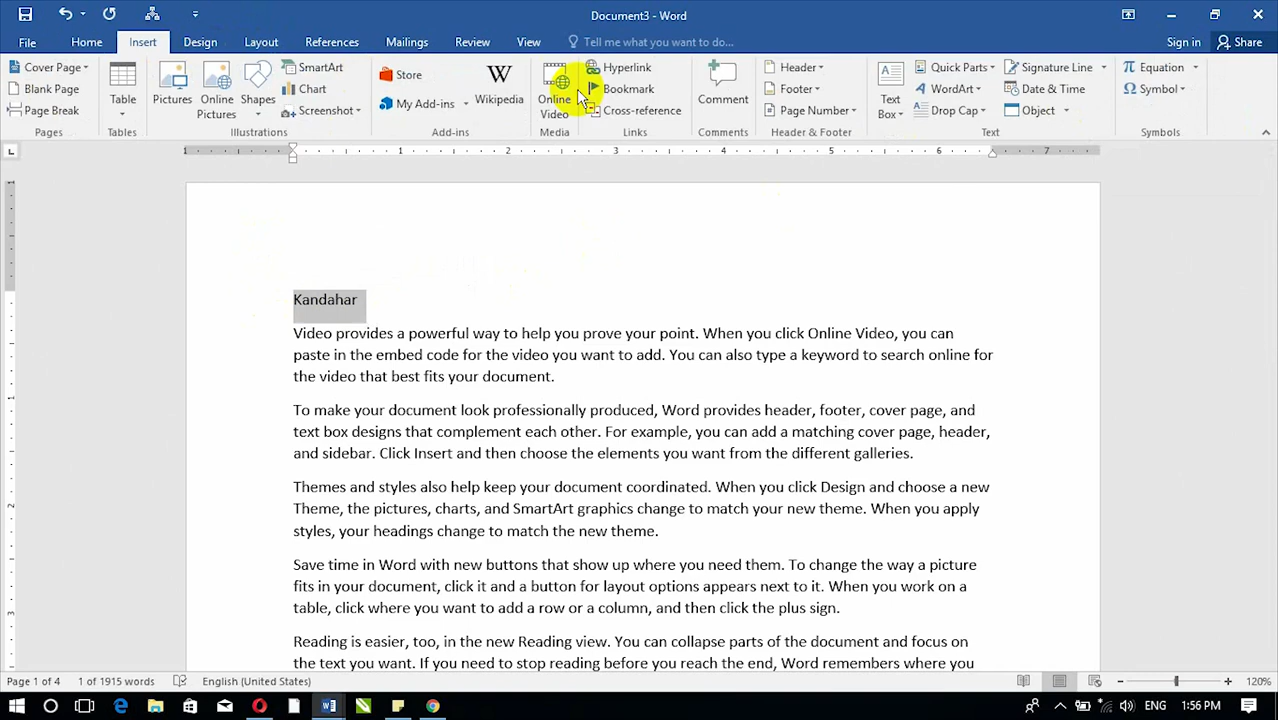 Document3 - Word
File Home Insert Design Layout References Mailings Review View Tell me what you want to do... Sign in Share
Cover Page
Blank Page
Page Break
Pages
Table
Tables
Pictures
Online Pictures
Shapes
SmartArt
Chart
Screenshot
Illustrations
Store
My Add-ins
Wikipedia
Add-ins
Online Video
Media
Hyperlink
Bookmark
Cross-reference
Links
Comment
Comments
Header
Footer
Page Number
Header & Footer
Text Box
Quick Parts
WordArt
Drop Cap
Signature Line
Date & Time
Object
Text
Equation
Symbol
Symbols
1 1 2 3 4 5 6 7
1
1
2
3
Kandahar
Video provides a powerful way to help you prove your point. When you click Online Video, you can
paste in the embed code for the video you want to add. You can also type a keyword to search online for
the video that best fits your document.
To make your document look professionally produced, Word provides header, footer, cover page, and
text box designs that complement each other. For example, you can add a matching cover page, header,
and sidebar. Click Insert and then choose the elements you want from the different galleries.
Themes and styles also help keep your document coordinated. When you click Design and choose a new
Theme, the pictures, charts, and SmartArt graphics change to match your new theme. When you apply
styles, your headings change to match the new theme.
Save time in Word with new buttons that show up where you need them. To change the way a picture
fits in your document, click it and a button for layout options appears next to it. When you work on a
table, click where you want to add a row or a column, and then click the plus sign.
Reading is easier, too, in the new Reading view. You can collapse parts of the document and focus on
the text you want. If you need to stop reading before you reach the end, Word remembers where you
Page 1 of 4 1 of 1915 words English (United States) 120%
ENG 1:56 PM